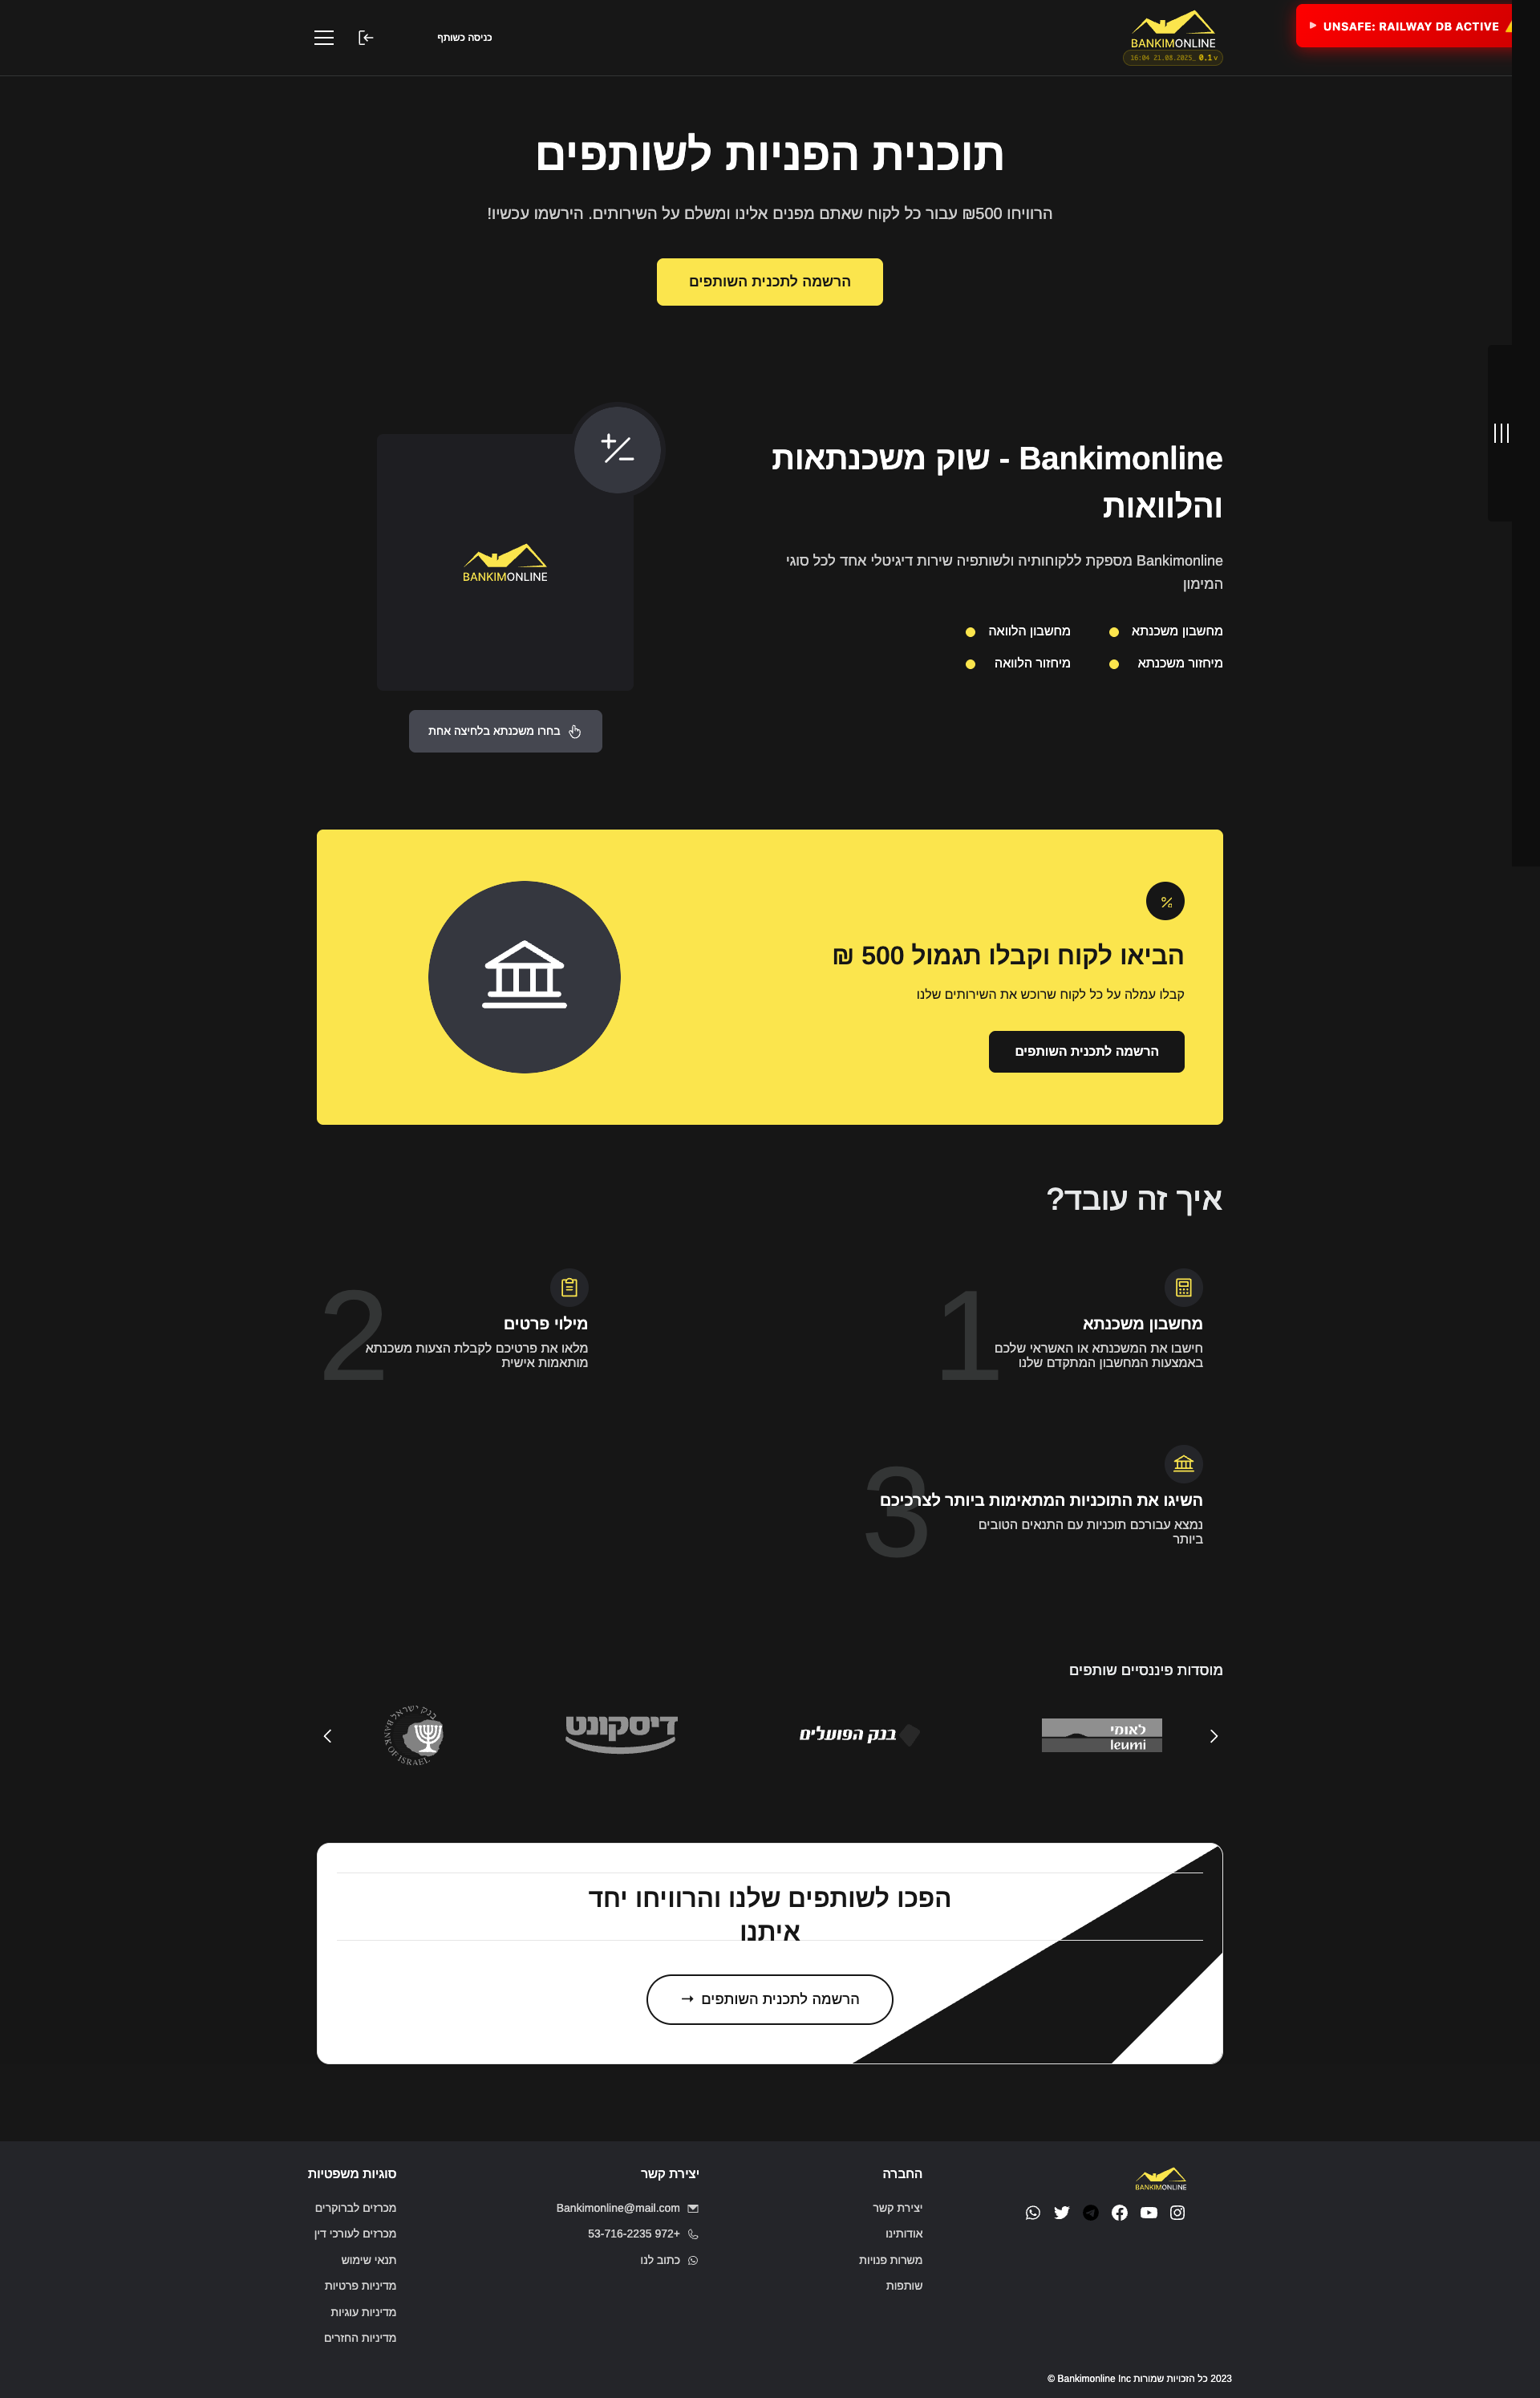 UNSAFE: RAILWAY DB ACTIVE
BANKIMONLINE
16:04 21.08.2025_ 0.1v
כניסה כשותף
תוכנית הפניות לשותפים
הרוויחו ₪500 עבור כל לקוח שאתם מפנים אלינו ומשלם על השירותים. הירשמו עכשיו!
הרשמה לתכנית השותפים
Bankimonline - שוק משכנתאות
והלוואות
Bankimonline מספקת ללקוחותיה ולשותפיה שירות דיגיטלי אחד לכל סוגי
המימון
מחשבון משכנתא
מחשבון הלוואה
מיחזור משכנתא
מיחזור הלוואה
BANKIMONLINE
בחרו משכנתא בלחיצה אחת
הביאו לקוח וקבלו תגמול 500 ₪
קבלו עמלה על כל לקוח שרוכש את השירותים שלנו
הרשמה לתכנית השותפים
איך זה עובד?
1
מחשבון משכנתא
חישבו את המשכנתא או האשראי שלכם
באמצעות המחשבון המתקדם שלנו
2
מילוי פרטים
מלאו את פרטיכם לקבלת הצעות משכנתא
מותאמות אישית
3
השיגו את התוכניות המתאימות ביותר לצרכיכם
נמצא עבורכם תוכניות עם התנאים הטובים
ביותר
מוסדות פיננסיים שותפים
לאומי
leumi
בנק הפועלים
דיסקונט
בנק ישראל
BANK OF ISRAEL
הפכו לשותפים שלנו והרוויחו יחד
איתנו
הרשמה לתכנית השותפים ←
BANKIMONLINE
החברה
יצירת קשר
אודותינו
משרות פנויות
שותפות
יצירת קשר
Bankimonline@mail.com
53-716-2235 972+
כתוב לנו
סוגיות משפטיות
מכרזים לברוקרים
מכרזים לעורכי דין
תנאי שימוש
מדיניות פרטיות
מדיניות עוגיות
מדיניות החזרים
2023 כל הזכויות שמורות Bankimonline Inc ©